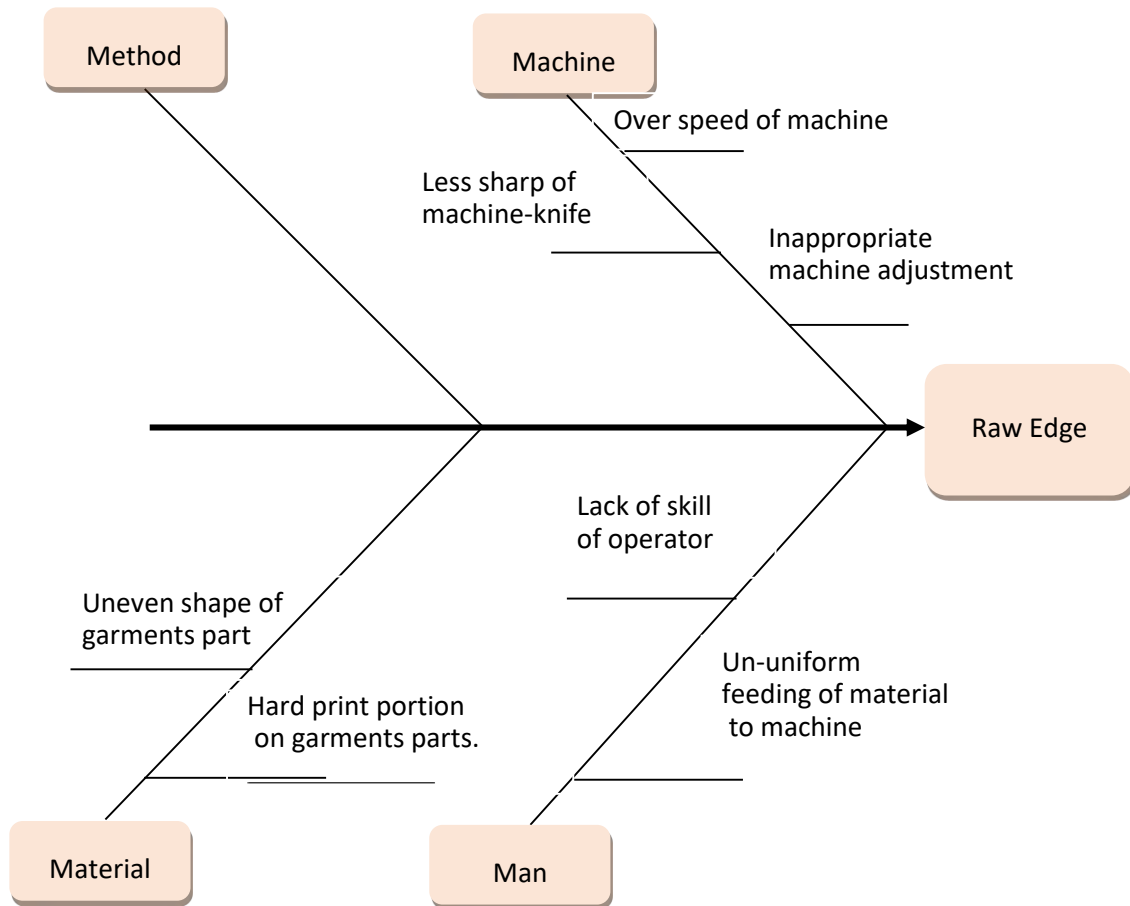 Method
Machine
Over speed of machine
Less sharp of
machine-knife
Inappropriate
machine adjustment
Raw Edge
Lack of skill
of operator
Uneven shape of
garments part
Un-uniform
feeding of material
to machine
Hard print portion
on garments parts.
Material
Man